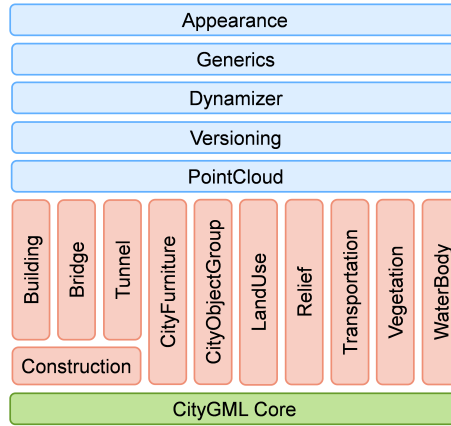 Appearance
Generics
Dynamizer
Versioning
PointCloud
Building
Bridge
Tunnel
CityFurniture
CityObjectGroup
LandUse
Relief
Transportation
Vegetation
WaterBody
Construction
CityGML Core